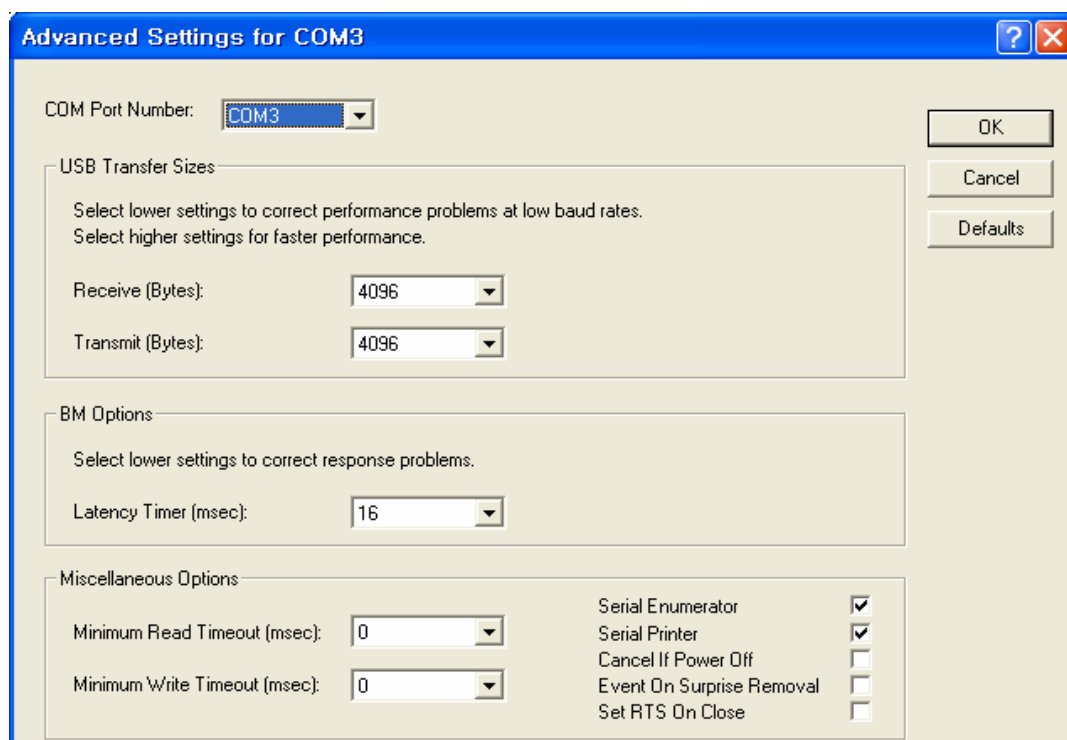 Advanced Settings for COM3
COM Port Number: COM3
OK
Cancel
Defaults
USB Transfer Sizes
Select lower settings to correct performance problems at low baud rates.
Select higher settings for faster performance.
Receive (Bytes): 4096
Transmit (Bytes): 4096
BM Options
Select lower settings to correct response problems.
Latency Timer (msec): 16
Miscellaneous Options
Minimum Read Timeout (msec): 0
Minimum Write Timeout (msec): 0
Serial Enumerator
Serial Printer
Cancel If Power Off
Event On Surprise Removal
Set RTS On Close